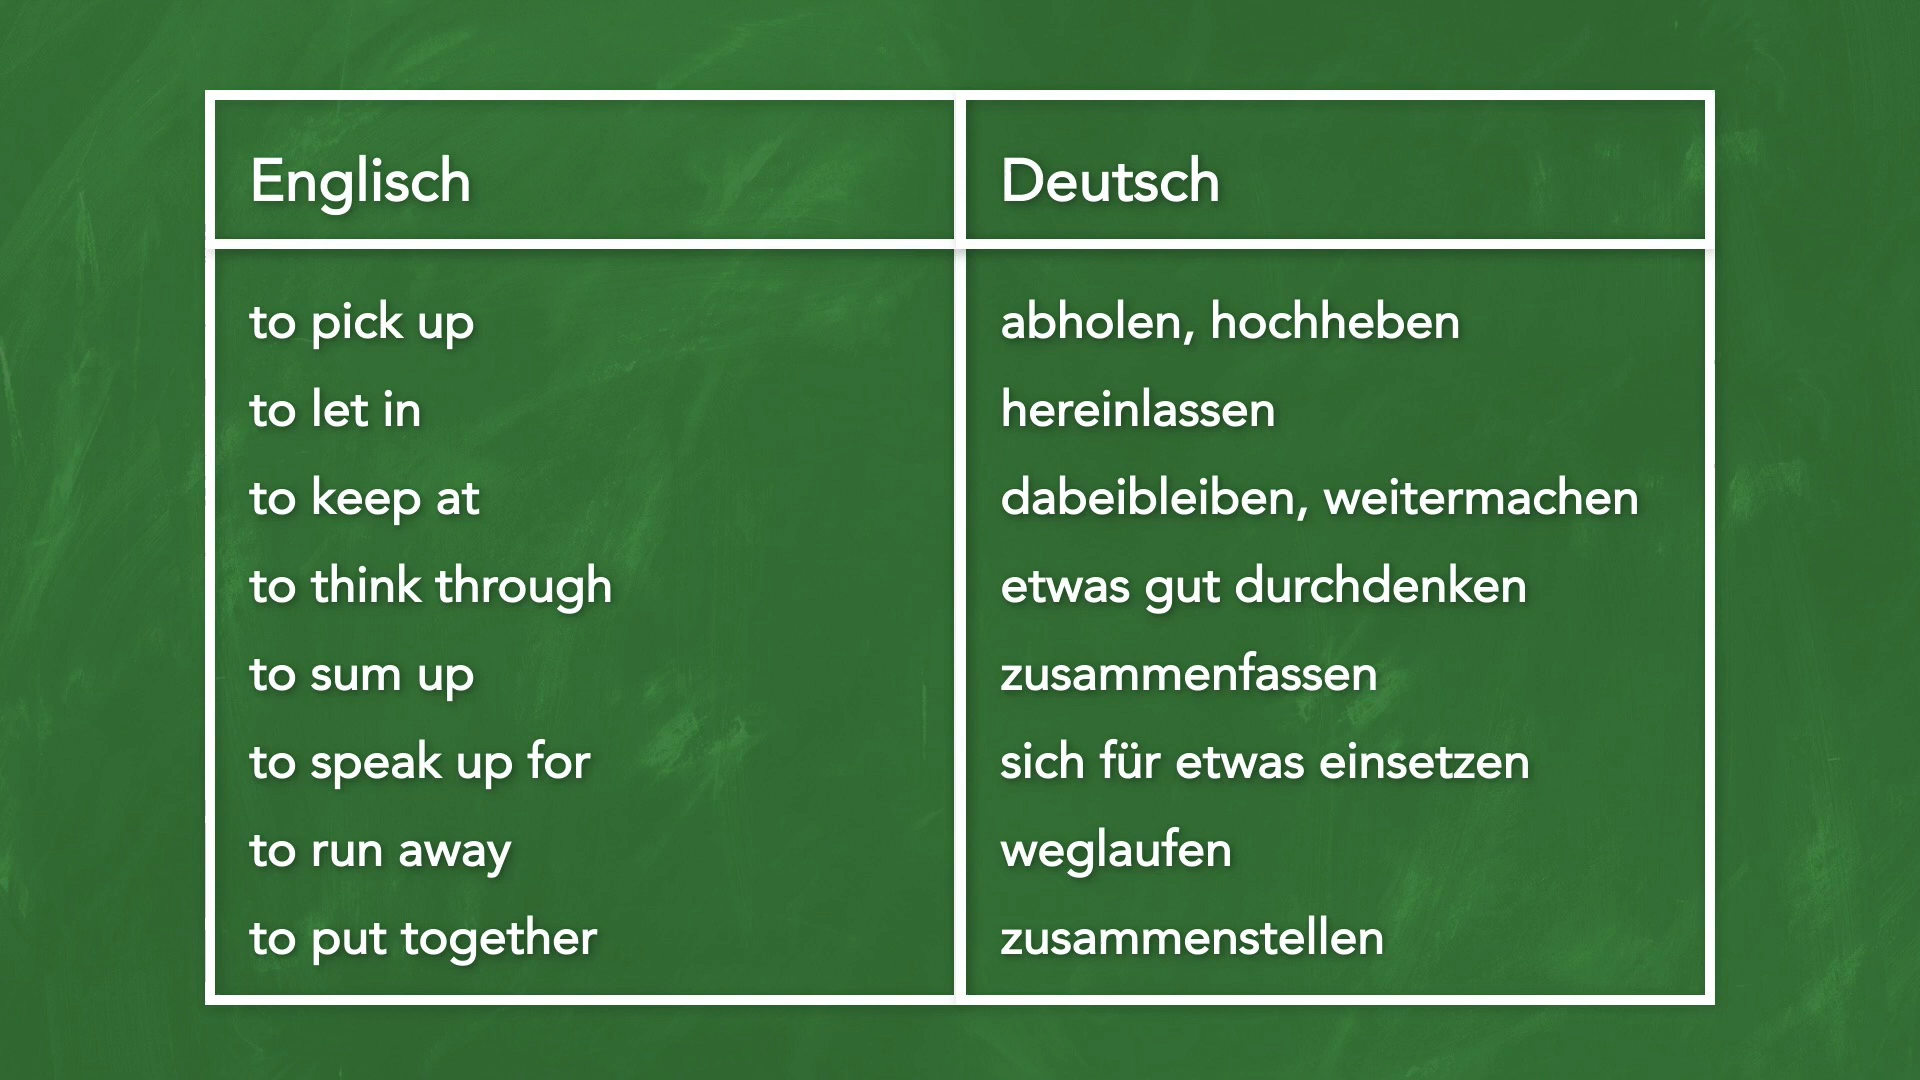 Englisch Deutsch
to pick up abholen, hochheben
to let in hereinlassen
to keep at dabeibleiben, weitermachen
to think through etwas gut durchdenken
to sum up zusammenfassen
to speak up for sich für etwas einsetzen
to run away weglaufen
to put together zusammenstellen